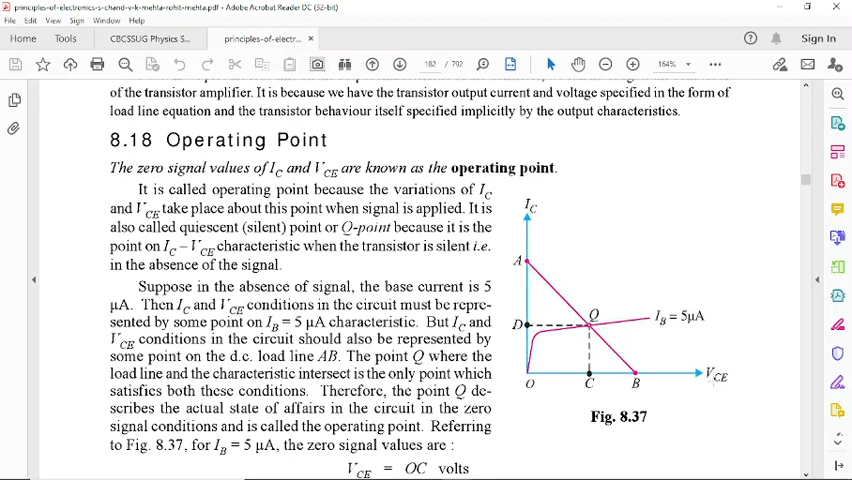 principles-of-electronics-s-chand-v-k-mehta-rohit-mehta.pdf - Adobe Acrobat Reader DC (32-bit)
File Edit View Sign Window Help
Home Tools CBCSSUG Physics S... principles-of-electr... × Sign In
182 / 792 164%
of the transistor amplifier. It is because we have the transistor output current and voltage specified in the form of
load line equation and the transistor behaviour itself specified implicitly by the output characteristics.
8.18 Operating Point
The zero signal values of IC and VCE are known as the operating point.
It is called operating point because the variations of IC
and VCE take place about this point when signal is applied. It is
also called quiescent (silent) point or Q-point because it is the
point on IC – VCE characteristic when the transistor is silent i.e.
in the absence of the signal.
Suppose in the absence of signal, the base current is 5
μA. Then IC and VCE conditions in the circuit must be repre-
sented by some point on IB = 5 μA characteristic. But IC and
VCE conditions in the circuit should also be represented by
some point on the d.c. load line AB. The point Q where the
load line and the characteristic intersect is the only point which
satisfies both these conditions. Therefore, the point Q de-
scribes the actual state of affairs in the circuit in the zero
signal conditions and is called the operating point. Referring
to Fig. 8.37, for IB = 5 μA, the zero signal values are :
VCE = OC volts
IC
A
Q
IB = 5μA
D
O C B VCE
Fig. 8.37